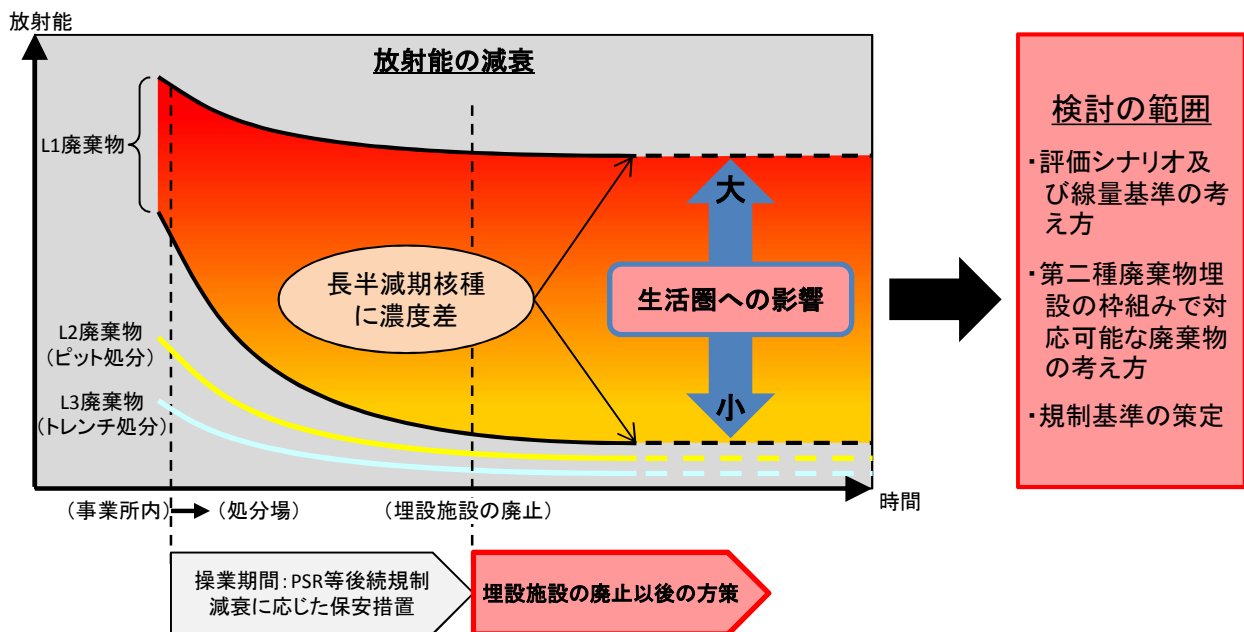 放射能
放射能の減衰
L1廃棄物
長半減期核種
に濃度差
大
生活圏への影響
小
L2廃棄物
(ピット処分)
L3廃棄物
(トレンチ処分)
時間
(事業所内)
(処分場)
(埋設施設の廃止)
操業期間:PSR等後続規制
減衰に応じた保安措置
埋設施設の廃止以後の方策
検討の範囲
・評価シナリオ及
び線量基準の考
え方
・第二種廃棄物埋
設の枠組みで対
応可能な廃棄物
の考え方
・規制基準の策定